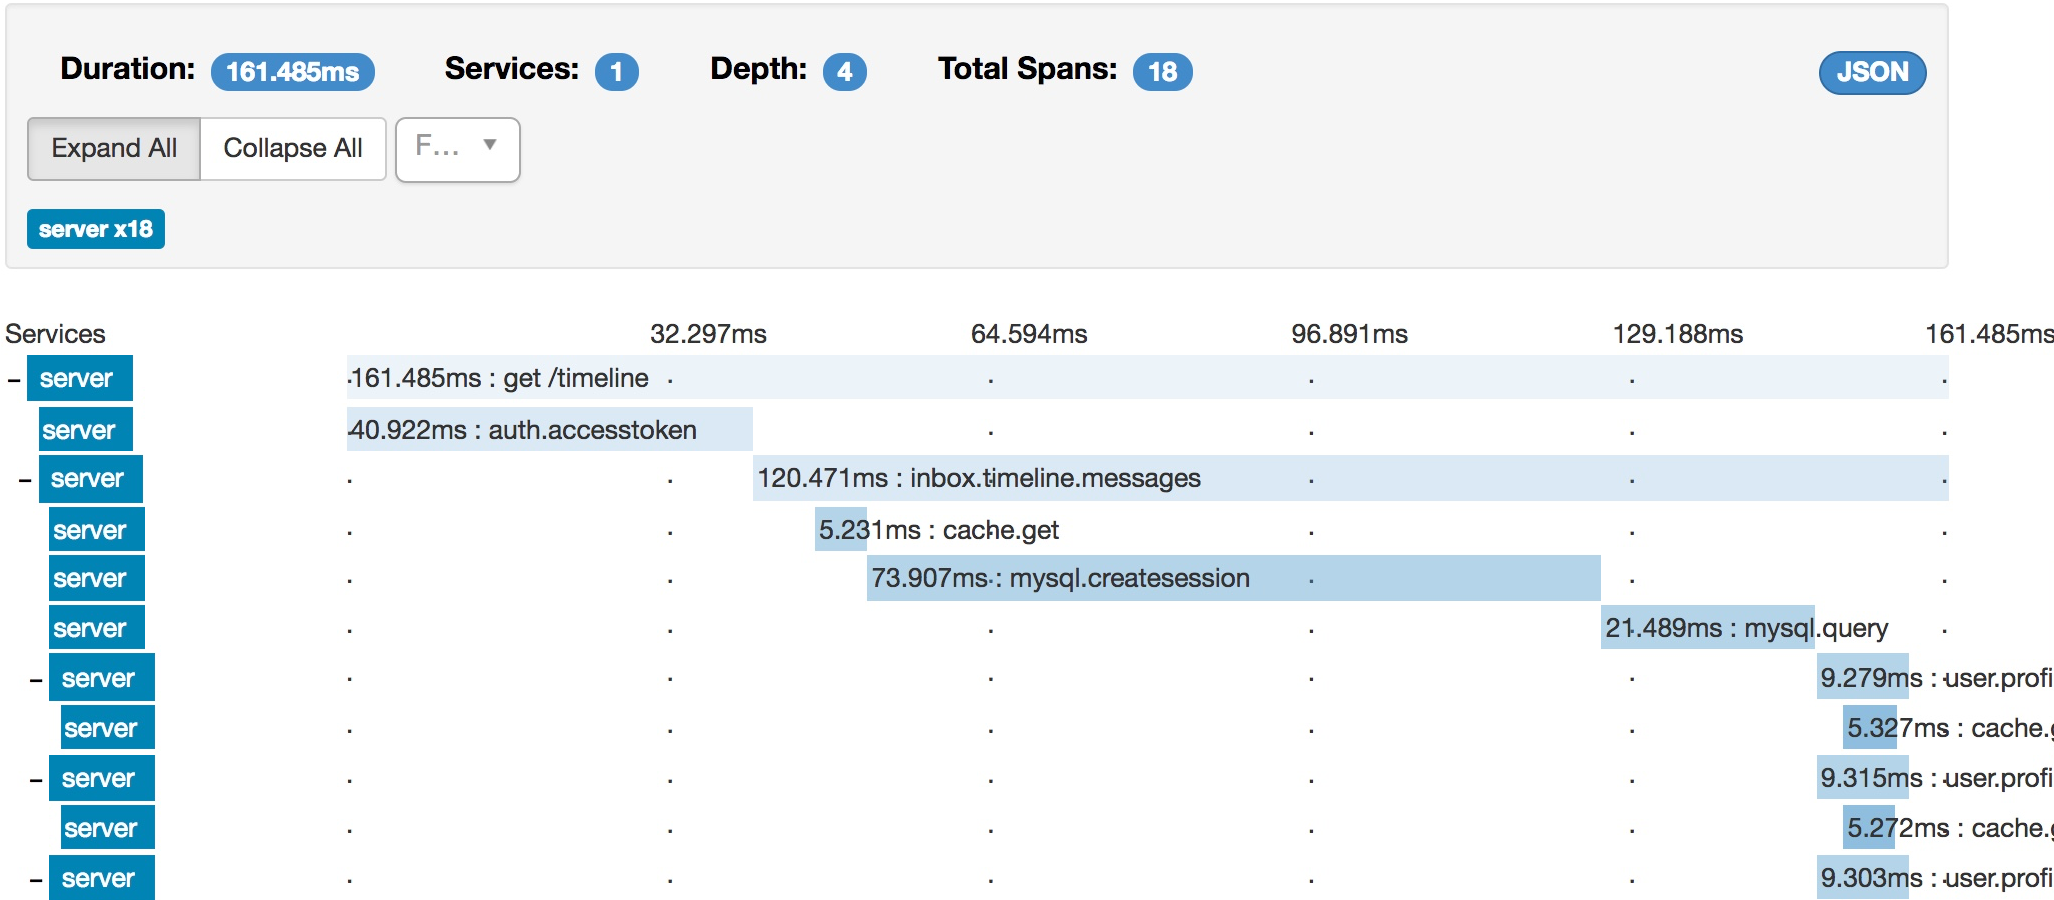 Duration: 161.485ms Services: 1 Depth: 4 Total Spans: 18 JSON
Expand All Collapse All F...
server x18
Services 32.297ms 64.594ms 96.891ms 129.188ms 161.485ms
server 161.485ms : get /timeline
server 40.922ms : auth.accesstoken
server 120.471ms : inbox.timeline.messages
server 5.231ms : cache.get
server 73.907ms : mysql.createsession
server 21.489ms : mysql.query
server 9.279ms : user.profi
server 5.327ms : cache.g
server 9.315ms : user.profi
server 5.272ms : cache.g
server 9.303ms : user.profi